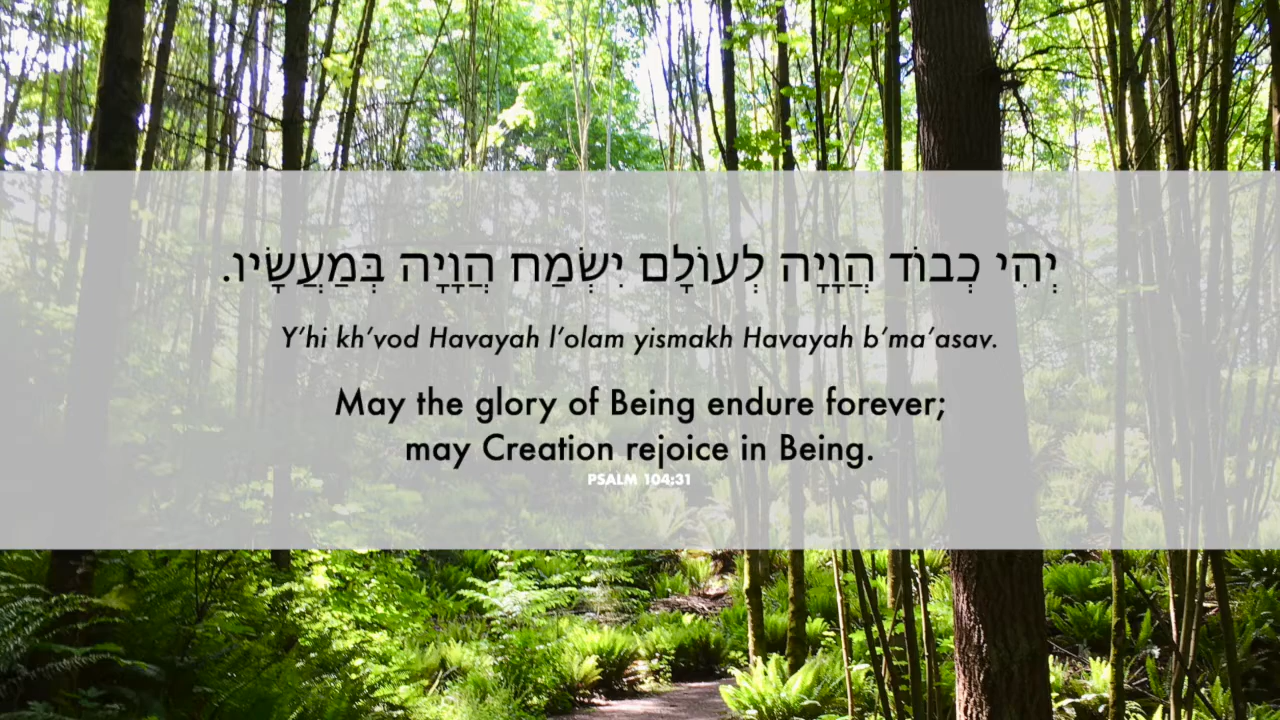 יְהִי כְבוֹד הֲוָיָה לְעוֹלָם יִשְׂמַח הֲוָיָה בְּמַעֲשָׂיו.
Y’hi kh’vod Havayah l’olam yismakh Havayah b’ma’asav.
May the glory of Being endure forever;
may Creation rejoice in Being.
PSALM 104:31